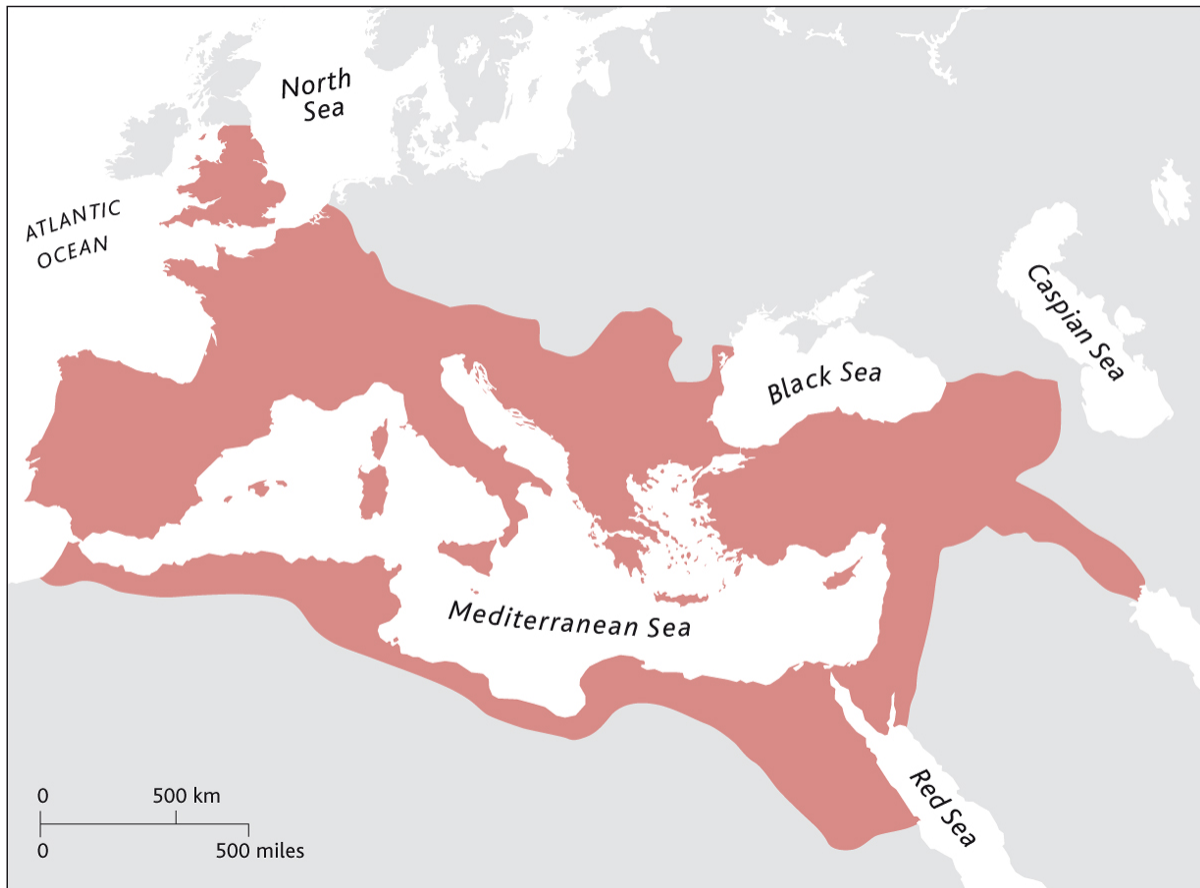 North
Sea
ATLANTIC
OCEAN
Caspian Sea
Black Sea
Mediterranean Sea
Red Sea
0 500 km
0 500 miles